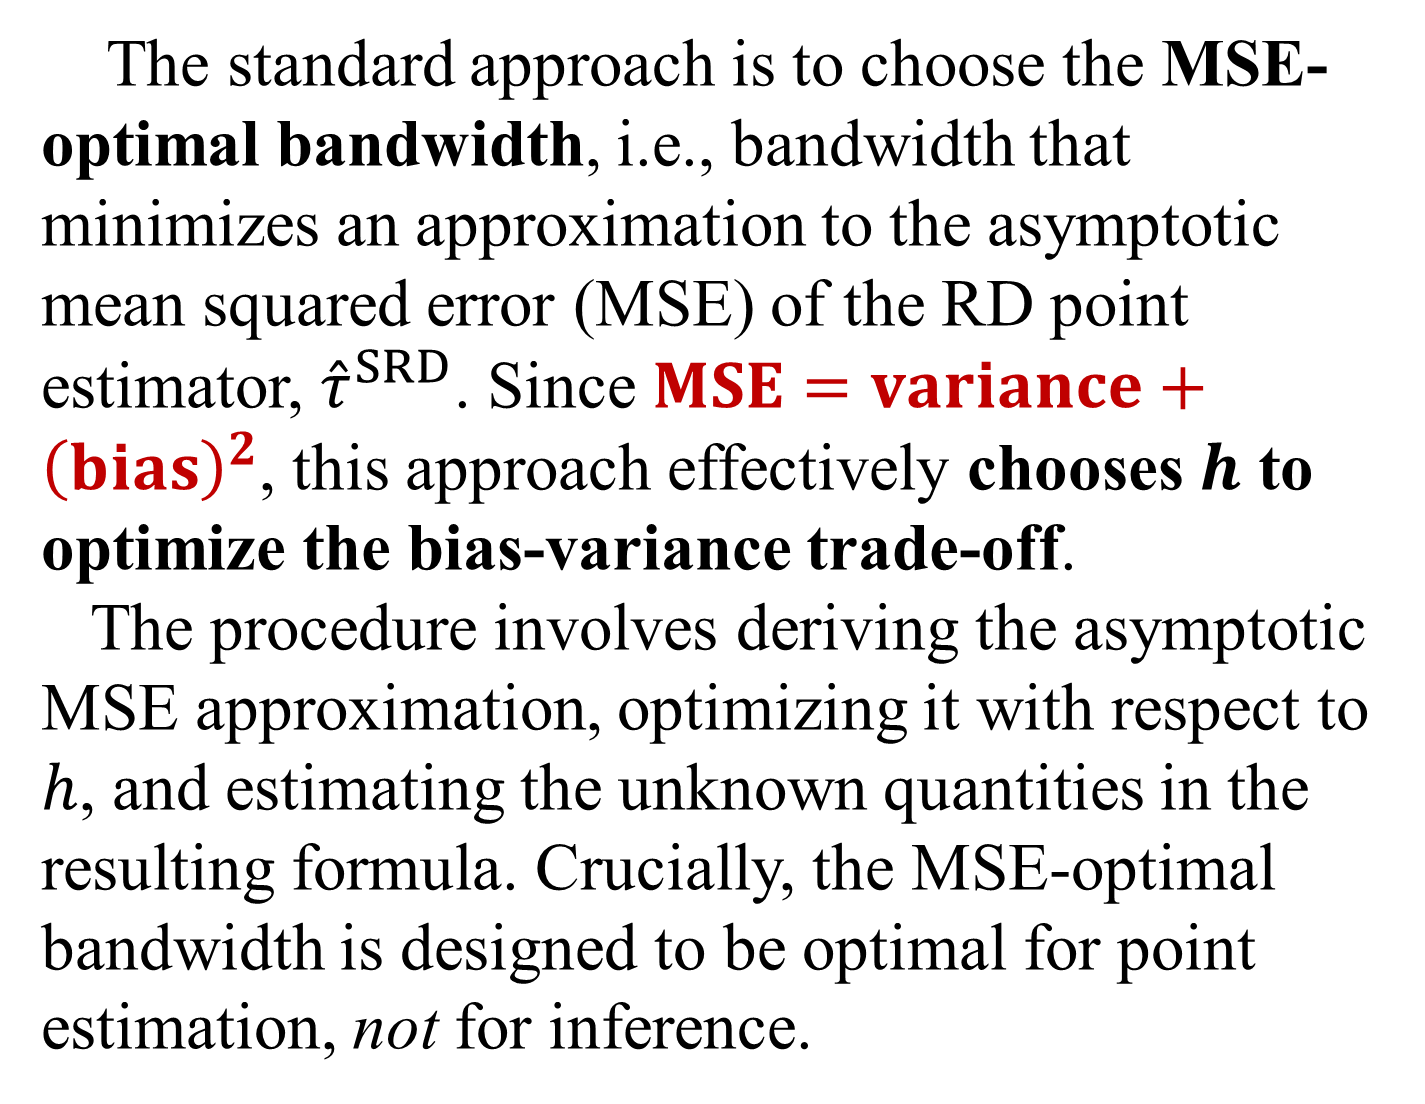 The standard approach is to choose the MSE-
optimal bandwidth, i.e., bandwidth that
minimizes an approximation to the asymptotic
mean squared error (MSE) of the RD point
estimator, τ̂^SRD. Since MSE = variance +
(bias)², this approach effectively chooses h to
optimize the bias-variance trade-off.
The procedure involves deriving the asymptotic
MSE approximation, optimizing it with respect to
h, and estimating the unknown quantities in the
resulting formula. Crucially, the MSE-optimal
bandwidth is designed to be optimal for point
estimation, not for inference.